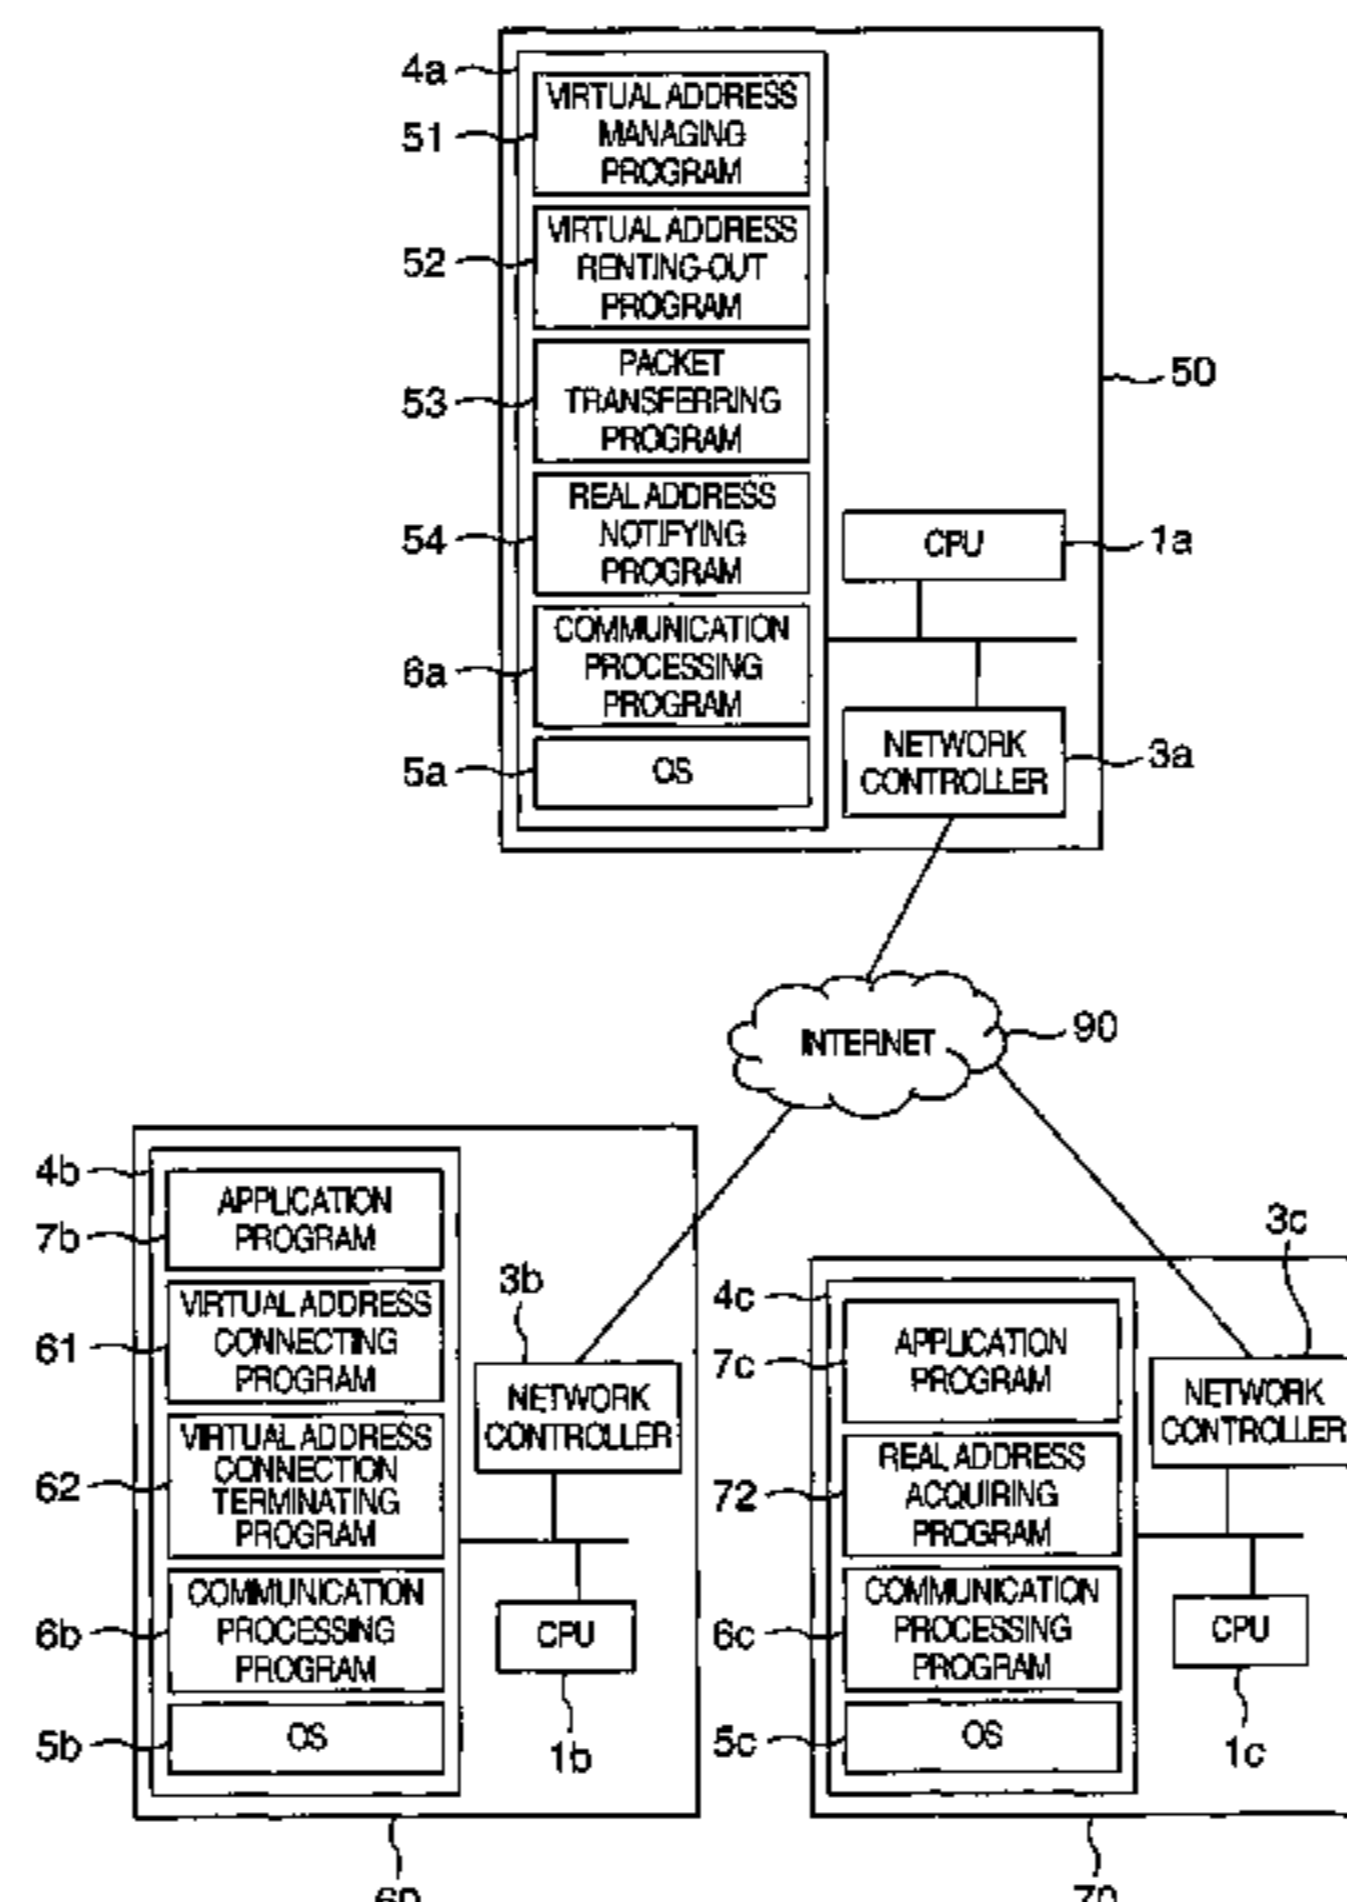 4a
VIRTUAL ADDRESS
MANAGING
PROGRAM
51
VIRTUAL ADDRESS
RENTING-OUT
PROGRAM
52
PACKET
TRANSFERRING
PROGRAM
53
50
REAL ADDRESS
NOTIFYING
PROGRAM
54
CPU
1a
COMMUNICATION
PROCESSING
PROGRAM
6a
NETWORK
CONTROLLER
3a
OS
5a
INTERNET
90
4b
APPLICATION
PROGRAM
7b
VIRTUAL ADDRESS
CONNECTING
PROGRAM
61
3b
NETWORK
CONTROLLER
VIRTUAL ADDRESS
CONNECTION
TERMINATING
PROGRAM
62
COMMUNICATION
PROCESSING
PROGRAM
6b
CPU
1b
OS
5b
60
3c
4c
APPLICATION
PROGRAM
7c
NETWORK
CONTROLLER
REAL ADDRESS
ACQUIRING
PROGRAM
72
COMMUNICATION
PROCESSING
PROGRAM
6c
CPU
1c
OS
5c
70